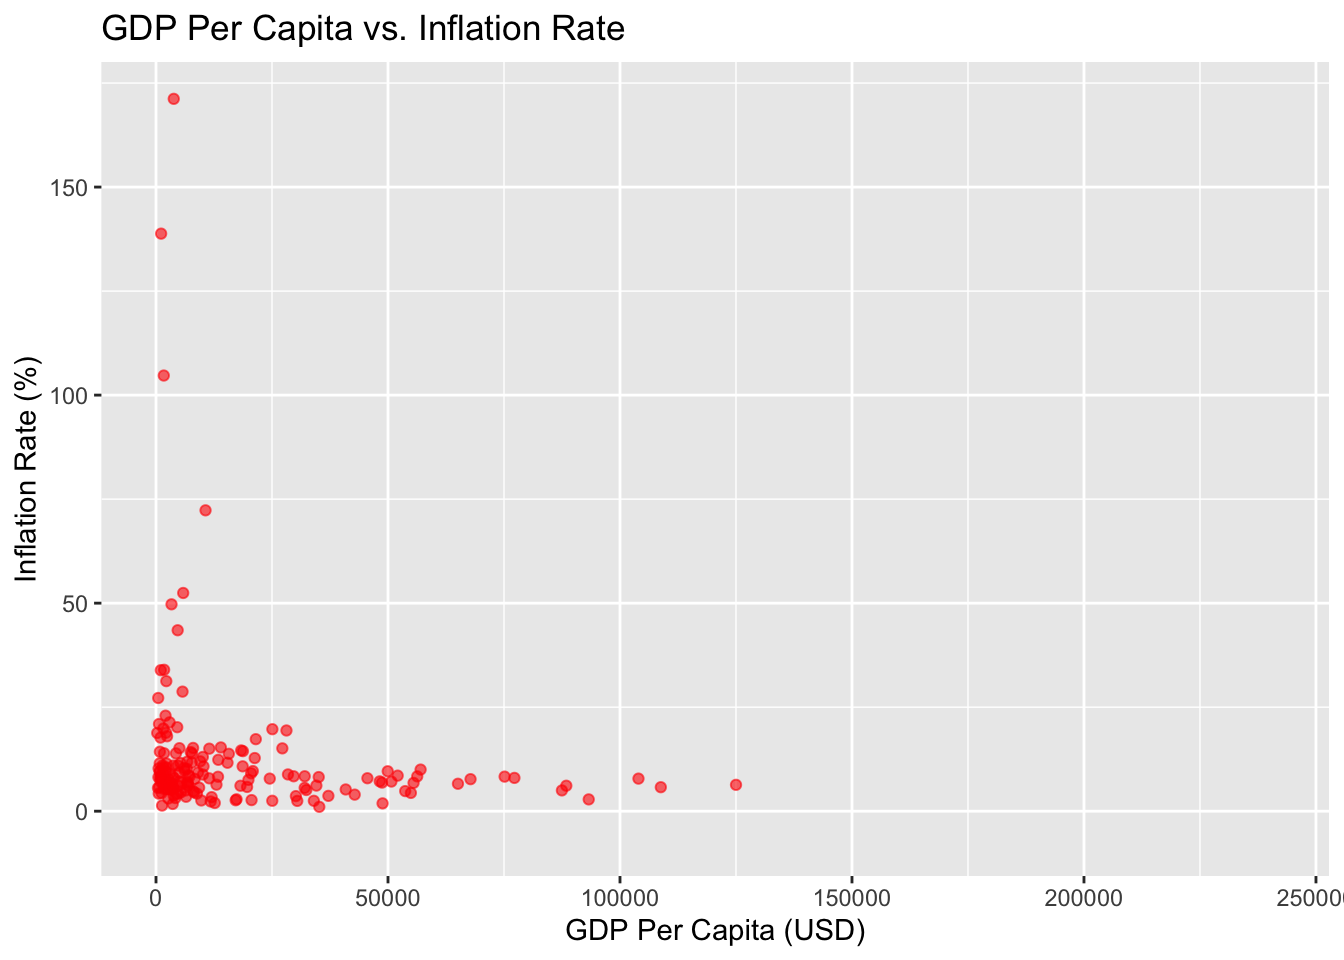 GDP Per Capita vs. Inflation Rate
150
100
50
0
Inflation Rate (%)
0 50000 100000 150000 200000 25000
GDP Per Capita (USD)